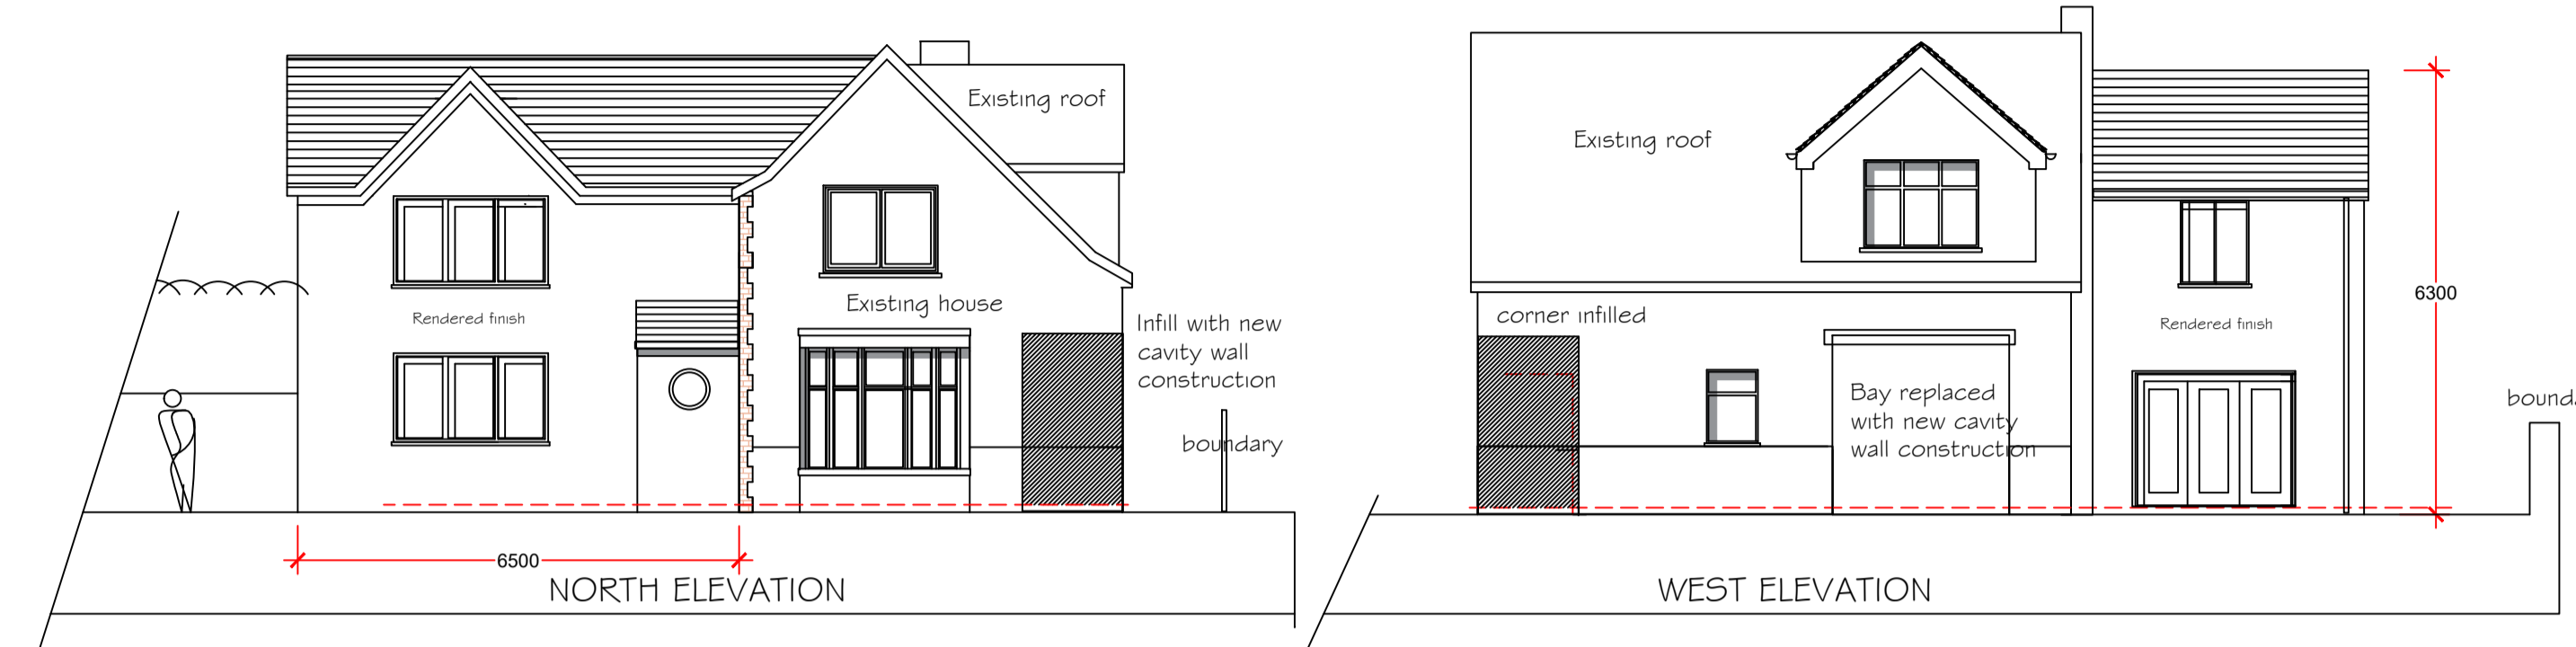 Existing roof
Existing house
Rendered finish
Infill with new
cavity wall
construction
boundary
6500
NORTH ELEVATION
Existing roof
corner infilled
Rendered finish
Bay replaced
with new cavity
wall construction
6300
bounda
WEST ELEVATION